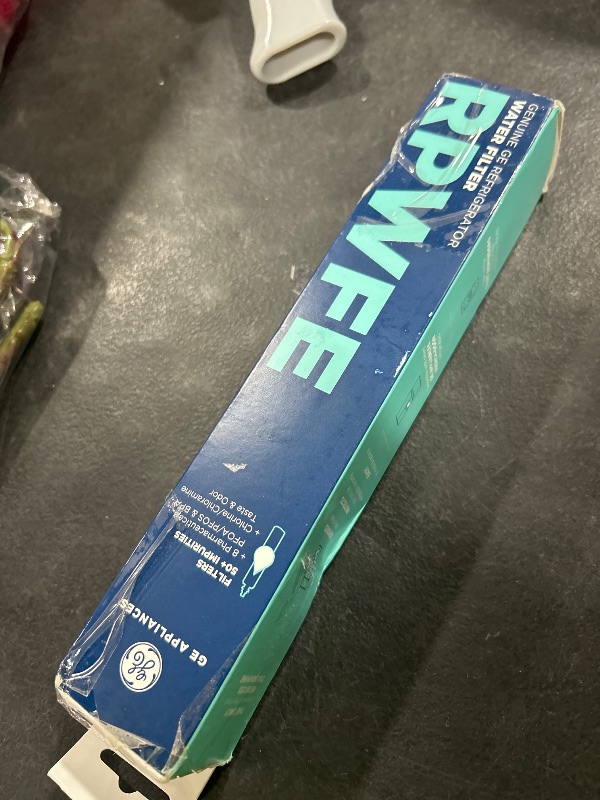 GENUINE GE REFRIGERATOR
WATER FILTER
RPWFE
FILTERS
50+ IMPURITIES
+ 8 Pharmaceuticals
PFOA/PFOS & BPA
+ Chlorine/Chloramine
Taste & Odor
GE APPLIANCES